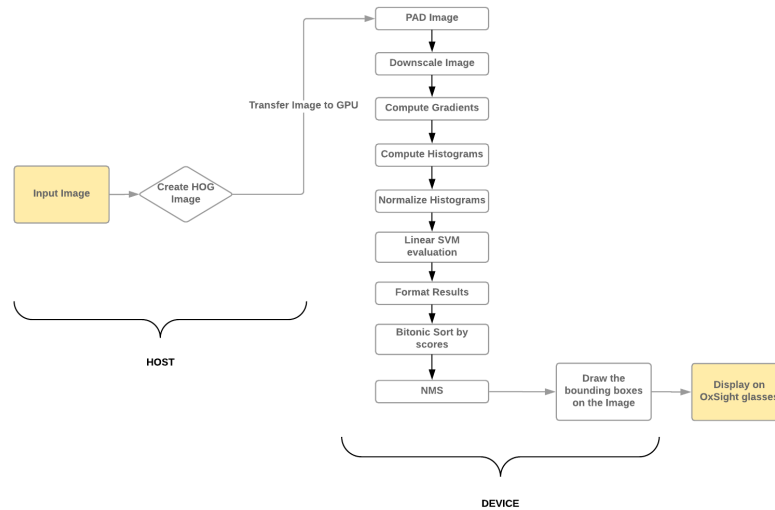 PAD Image
Downscale Image
Transfer Image to GPU
Compute Gradients
Compute Histograms
Input Image
Create HOG
Image
Normalize Histograms
Linear SVM
evaluation
Format Results
Bitonic Sort by
scores
HOST
NMS
Draw the
bounding boxes
on the Image
Display on
OxSight glasses
DEVICE